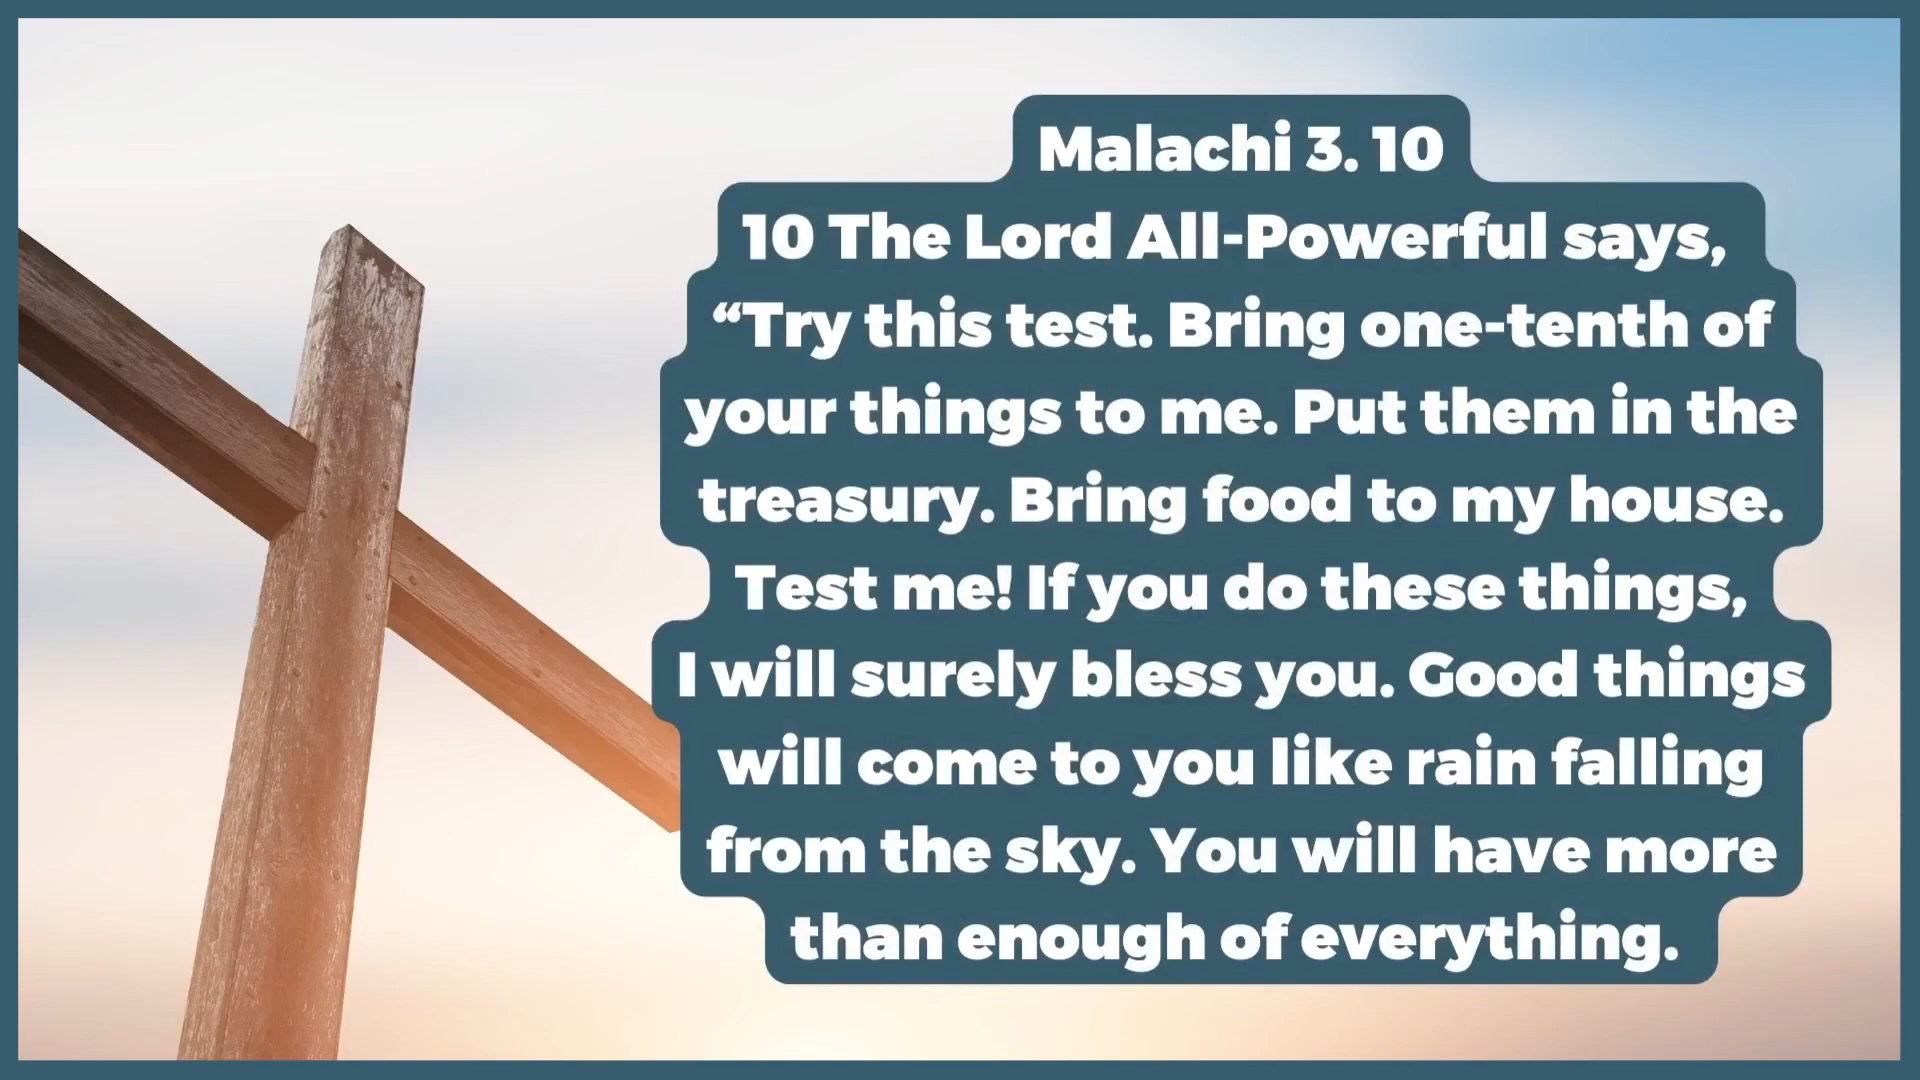 Malachi 3. 10
10 The Lord All-Powerful says,
“Try this test. Bring one-tenth of
your things to me. Put them in the
treasury. Bring food to my house.
Test me! If you do these things,
I will surely bless you. Good things
will come to you like rain falling
from the sky. You will have more
than enough of everything.